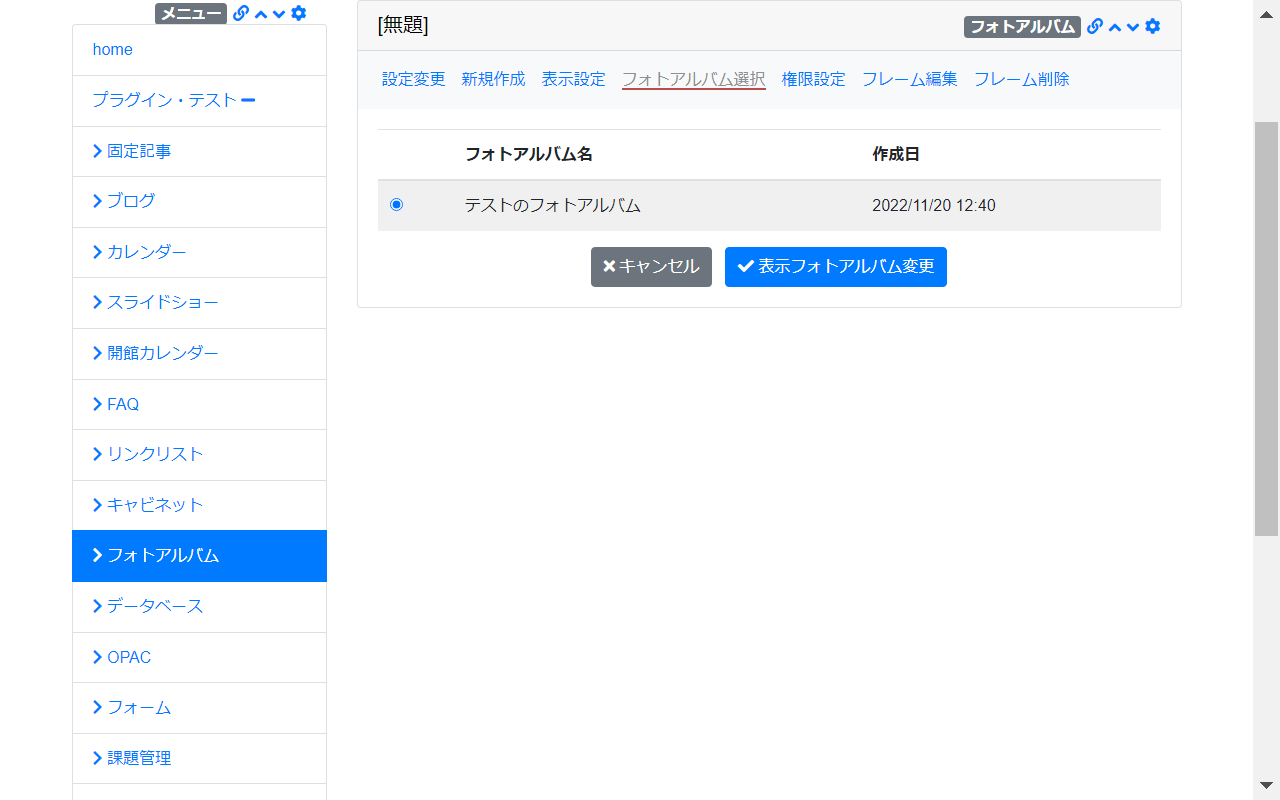 メニュー
home
プラグイン・テスト
固定記事
ブログ
カレンダー
スライドショー
開館カレンダー
FAQ
リンクリスト
キャビネット
フォトアルバム
データベース
OPAC
フォーム
課題管理
[無題] フォトアルバム
設定変更 新規作成 表示設定 フォトアルバム選択 権限設定 フレーム編集 フレーム削除
フォトアルバム名 作成日
テストのフォトアルバム 2022/11/20 12:40
キャンセル 表示フォトアルバム変更